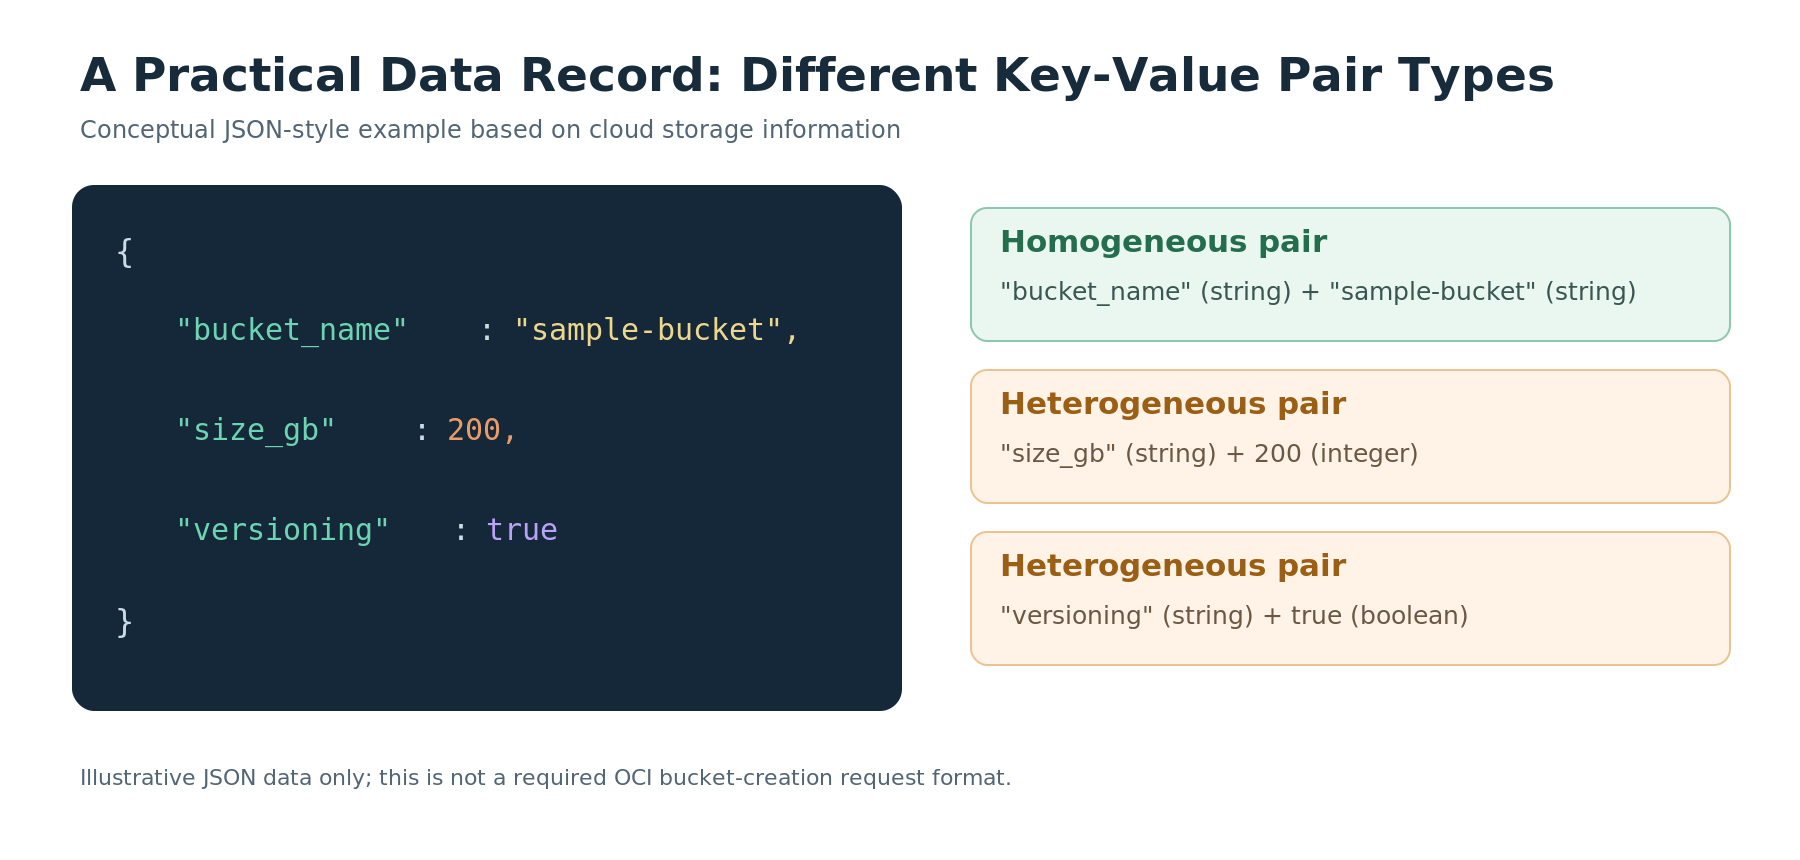 A Practical Data Record: Different Key-Value Pair Types
Conceptual JSON-style example based on cloud storage information
{
"bucket_name" : "sample-bucket",
"size_gb" : 200,
"versioning" : true
}
Homogeneous pair
"bucket_name" (string) + "sample-bucket" (string)
Heterogeneous pair
"size_gb" (string) + 200 (integer)
Heterogeneous pair
"versioning" (string) + true (boolean)
Illustrative JSON data only; this is not a required OCI bucket-creation request format.